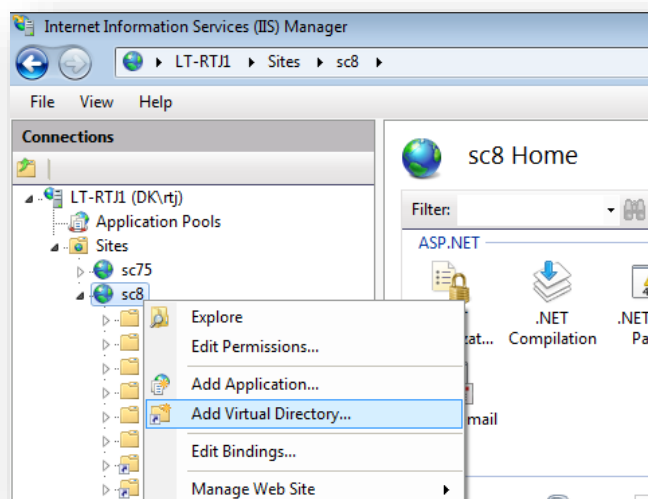 Internet Information Services (IIS) Manager
LT-RTJ1 Sites sc8
File View Help
Connections
sc8 Home
LT-RTJ1 (DK\rtj)
Application Pools
Filter:
Sites
ASP.NET
sc75
sc8
Explore
.NET
.NET
Edit Permissions...
zat...
Compilation
Pa
Add Application...
Add Virtual Directory...
mail
Edit Bindings...
Manage Web Site